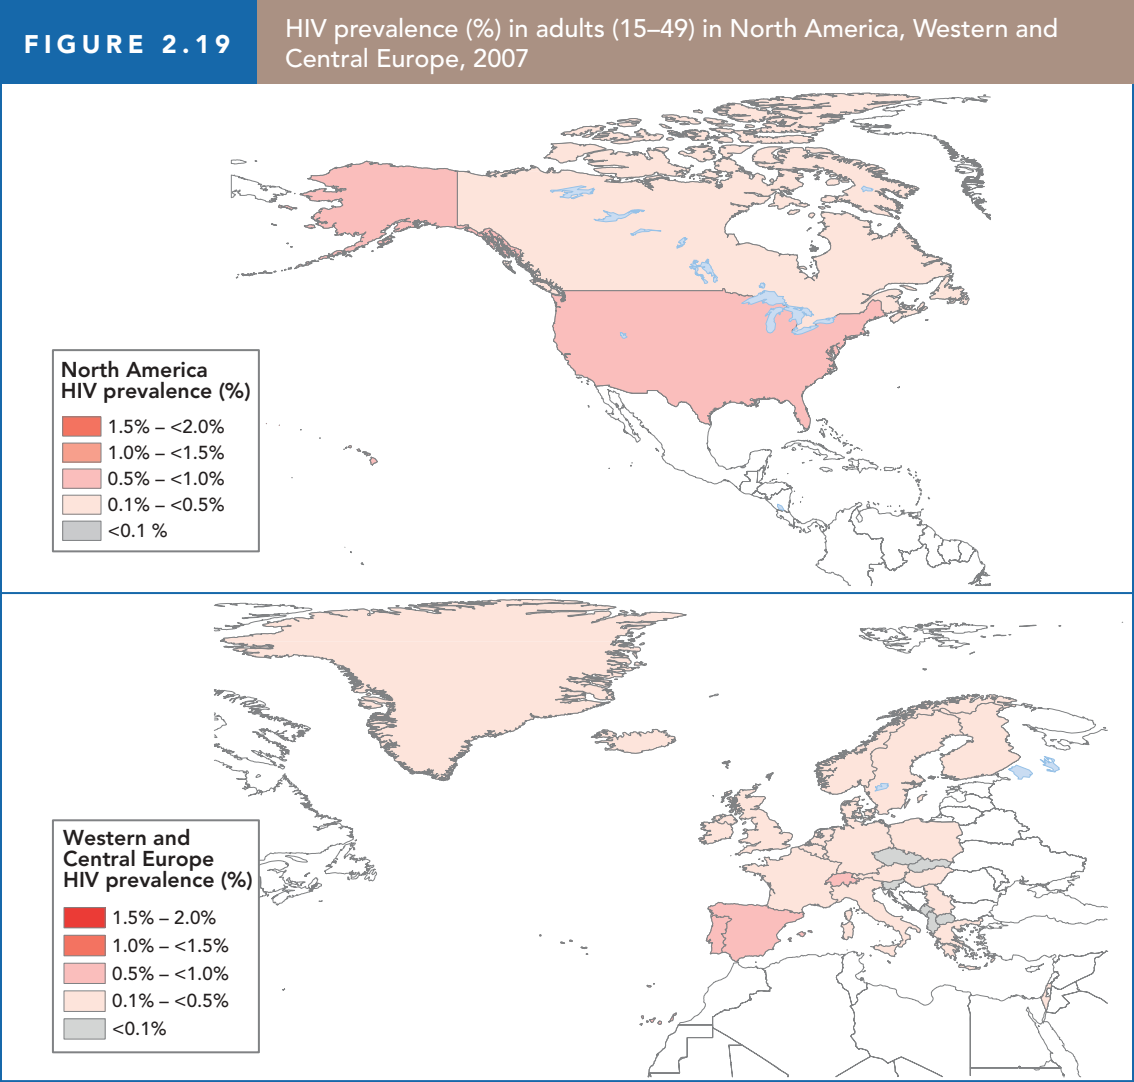 FIGURE 2.19
HIV prevalence (%) in adults (15–49) in North America, Western and
Central Europe, 2007
North America
HIV prevalence (%)
1.5% – <2.0%
1.0% – <1.5%
0.5% – <1.0%
0.1% – <0.5%
<0.1 %
Western and
Central Europe
HIV prevalence (%)
1.5% – 2.0%
1.0% – <1.5%
0.5% – <1.0%
0.1% – <0.5%
<0.1%